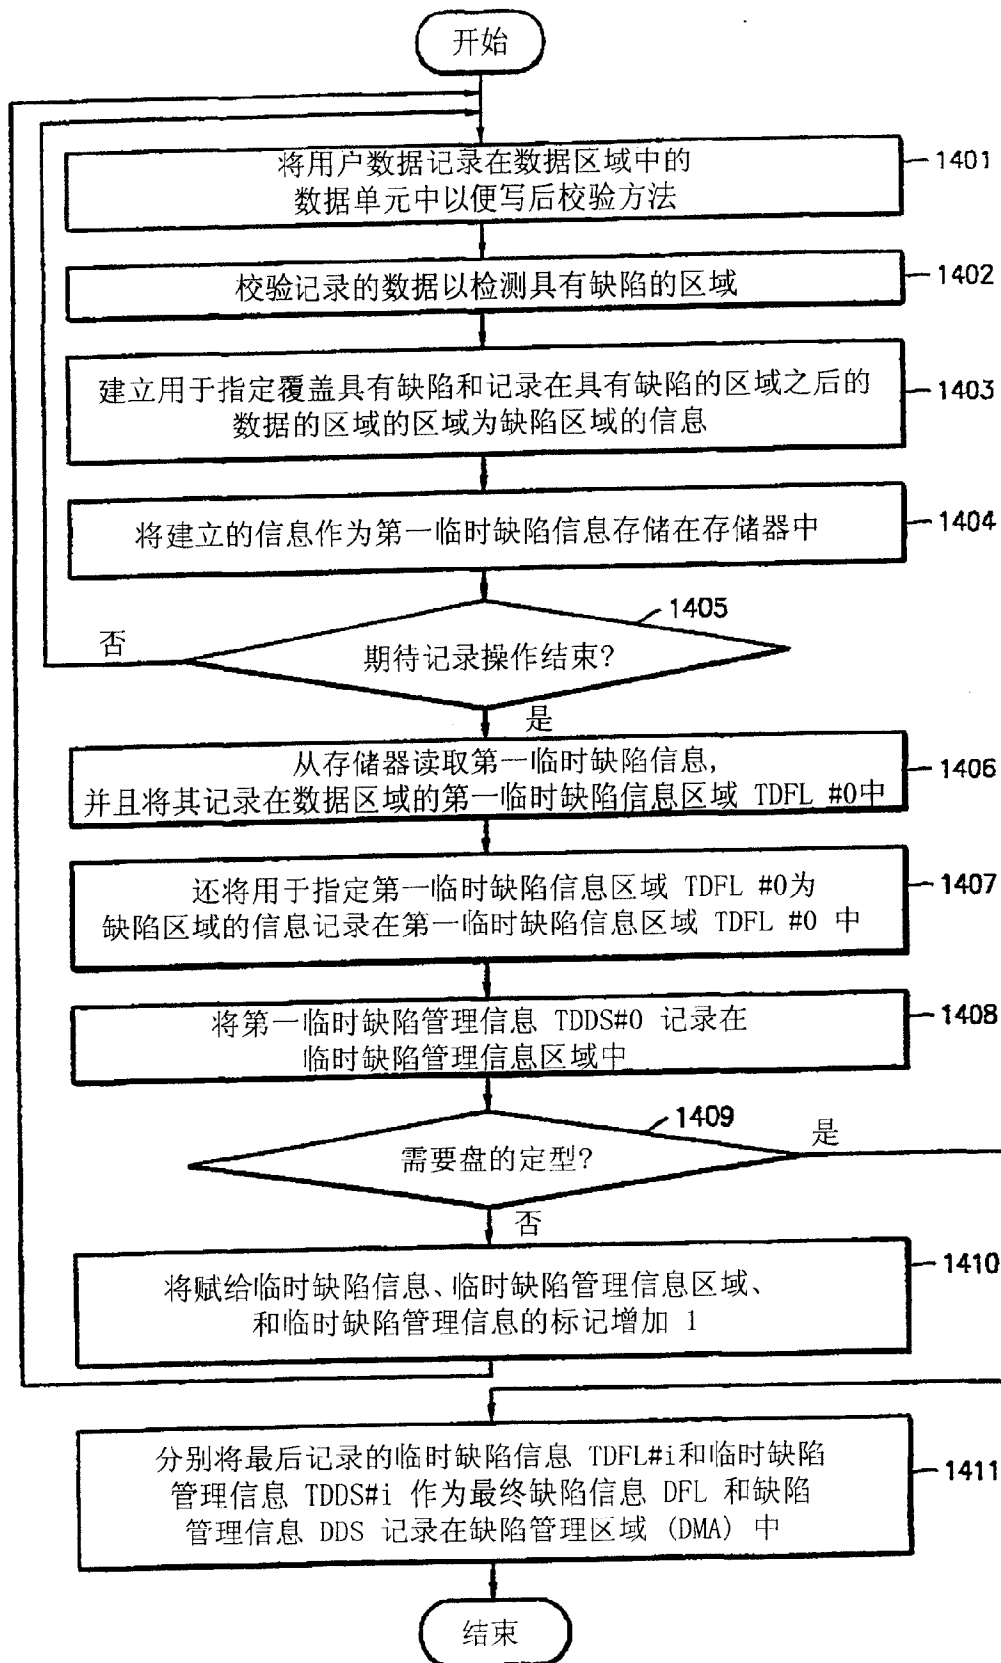 开始
将用户数据记录在数据区域中的
数据单元中以便写后校验方法
1401
校验记录的数据以检测具有缺陷的区域
1402
建立用于指定覆盖具有缺陷和记录在具有缺陷的区域之后的
数据的区域的区域为缺陷区域的信息
1403
将建立的信息作为第一临时缺陷信息存储在存储器中
1404
1405
否
期待记录操作结束?
是
从存储器读取第一临时缺陷信息,
并且将其记录在数据区域的第一临时缺陷信息区域 TDFL #0中
1406
还将用于指定第一临时缺陷信息区域 TDFL #0为
缺陷区域的信息记录在第一临时缺陷信息区域 TDFL #0 中
1407
将第一临时缺陷管理信息 TDDS#0 记录在
临时缺陷管理信息区域中
1408
1409
是
需要盘的定型?
否
将赋给临时缺陷信息、临时缺陷管理信息区域、
和临时缺陷管理信息的标记增加 1
1410
分别将最后记录的临时缺陷信息 TDFL#i和临时缺陷
管理信息 TDDS#i 作为最终缺陷信息 DFL 和缺陷
管理信息 DDS 记录在缺陷管理区域 (DMA) 中
1411
结束